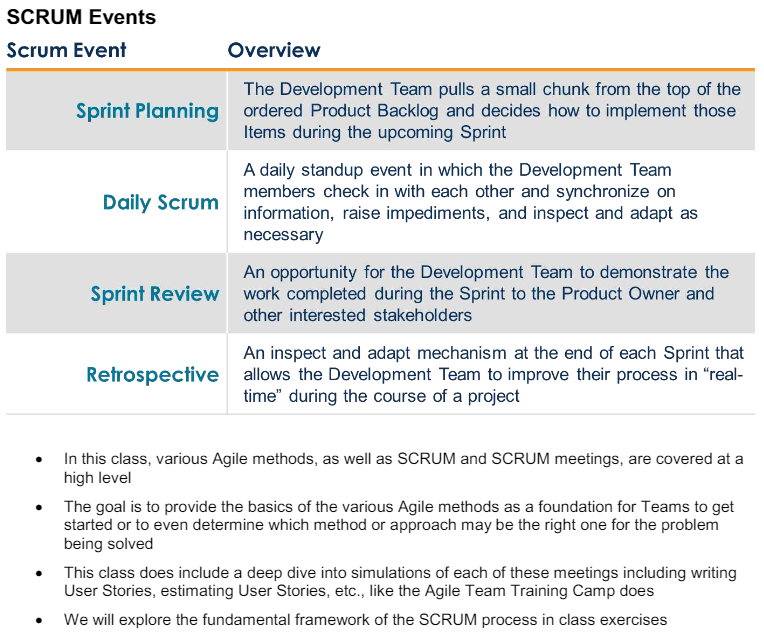 SCRUM Events
Scrum Event Overview
Sprint Planning
The Development Team pulls a small chunk from the top of the
ordered Product Backlog and decides how to implement those
Items during the upcoming Sprint
Daily Scrum
A daily standup event in which the Development Team
members check in with each other and synchronize on
information, raise impediments, and inspect and adapt as
necessary
Sprint Review
An opportunity for the Development Team to demonstrate the
work completed during the Sprint to the Product Owner and
other interested stakeholders
Retrospective
An inspect and adapt mechanism at the end of each Sprint that
allows the Development Team to improve their process in “real-
time” during the course of a project
• In this class, various Agile methods, as well as SCRUM and SCRUM meetings, are covered at a
high level
• The goal is to provide the basics of the various Agile methods as a foundation for Teams to get
started or to even determine which method or approach may be the right one for the problem
being solved
• This class does include a deep dive into simulations of each of these meetings including writing
User Stories, estimating User Stories, etc., like the Agile Team Training Camp does
• We will explore the fundamental framework of the SCRUM process in class exercises